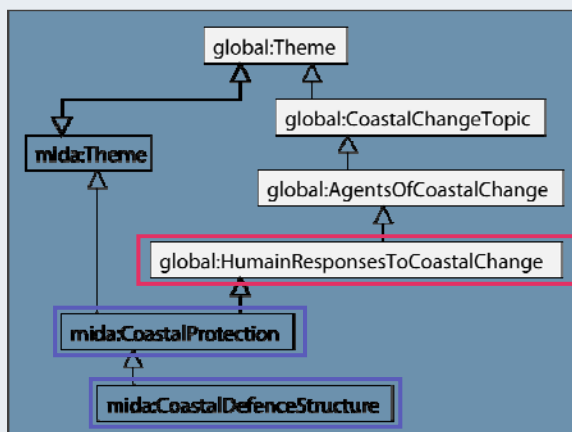 global:Theme
global:CoastalChangeTopic
mida:Theme
global:AgentsOfCoastalChange
global:HumainResponsesToCoastalChange
mida:CoastalProtection
mida:CoastalDefenceStructure